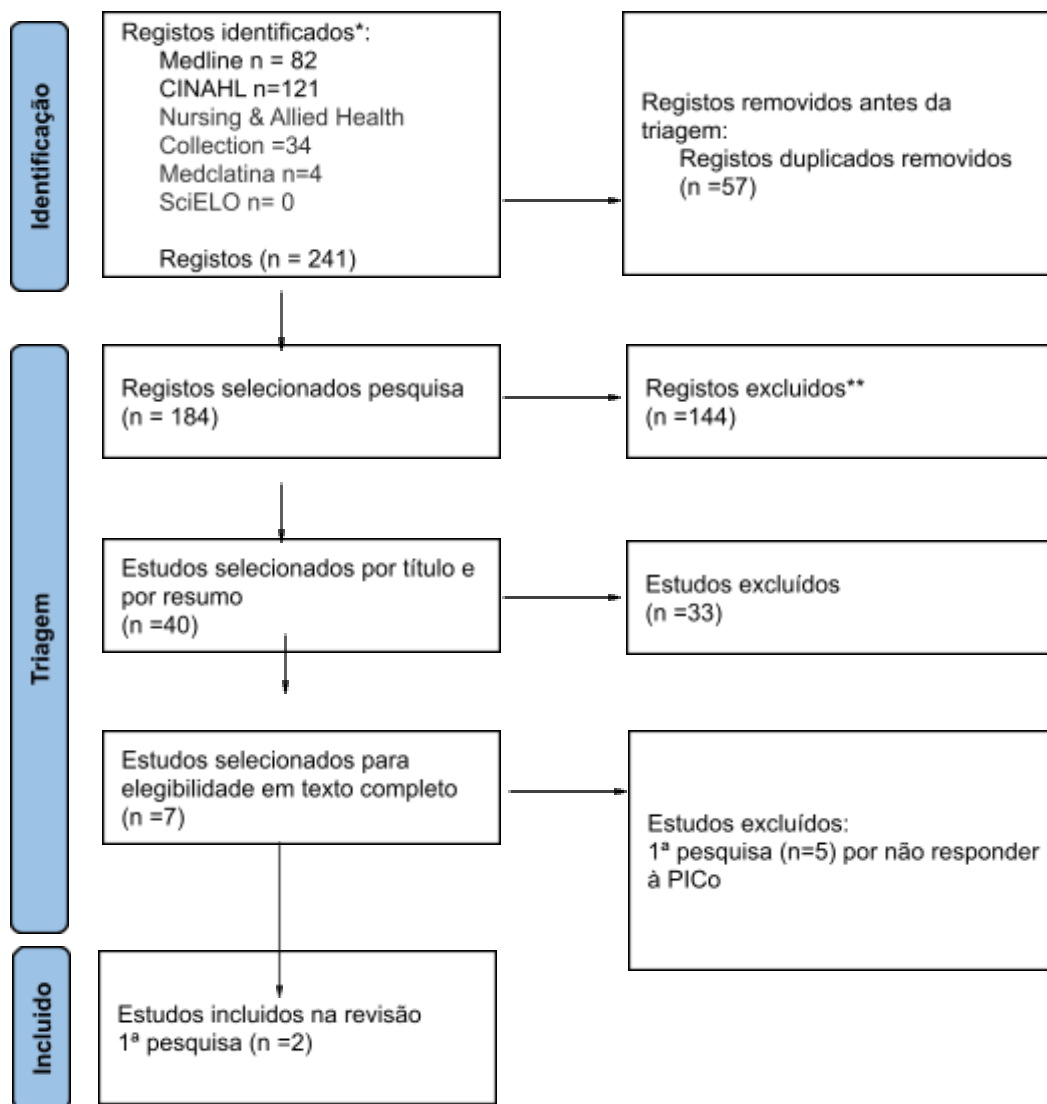 Identificação
Registos identificados*:
Medline n = 82
CINAHL n=121
Nursing & Allied Health
Collection =34
Medclatina n=4
SciELO n= 0
Registos (n = 241)
Registos removidos antes da
triagem:
Registos duplicados removidos
(n =57)
Triagem
Registos selecionados pesquisa
(n = 184)
Registos excluidos**
(n =144)
Estudos selecionados por título e
por resumo
(n =40)
Estudos excluídos
(n =33)
Estudos selecionados para
elegibilidade em texto completo
(n =7)
Estudos excluídos:
1ª pesquisa (n=5) por não responder
à PICo
Incluido
Estudos incluidos na revisão
1ª pesquisa (n =2)